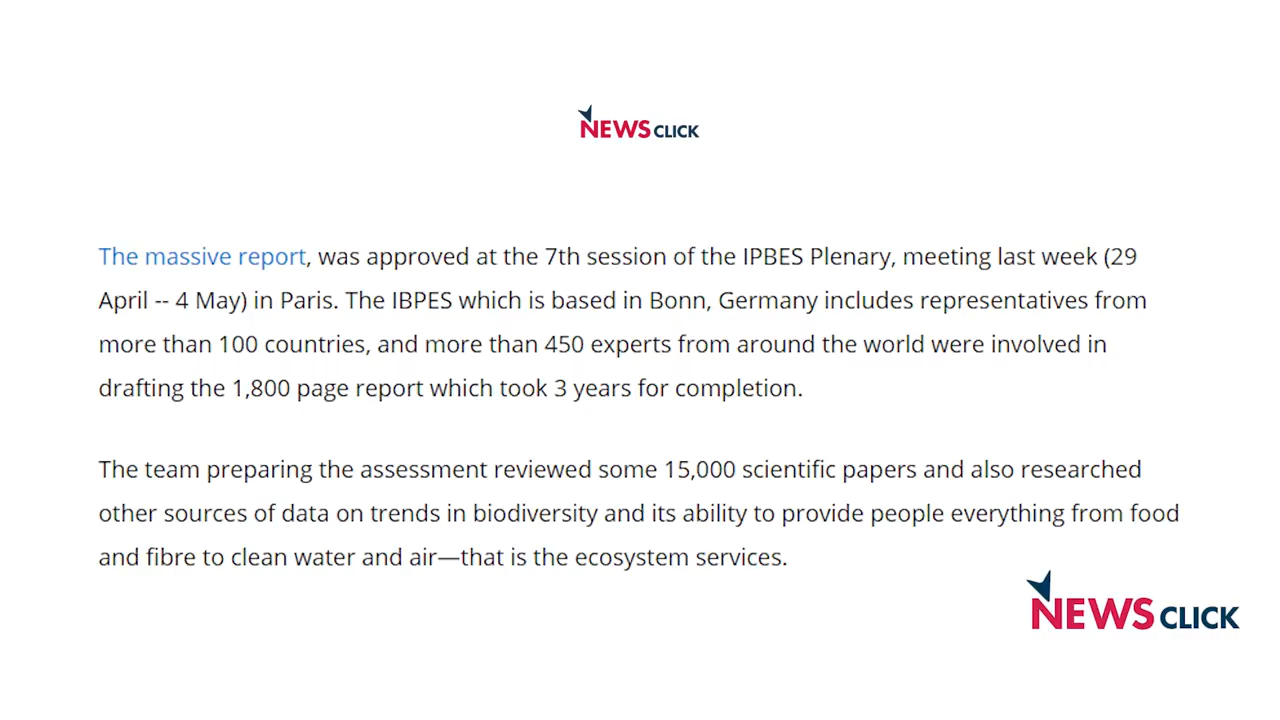 NEWSCLICK
The massive report, was approved at the 7th session of the IPBES Plenary, meeting last week (29
April -- 4 May) in Paris. The IBPES which is based in Bonn, Germany includes representatives from
more than 100 countries, and more than 450 experts from around the world were involved in
drafting the 1,800 page report which took 3 years for completion.
The team preparing the assessment reviewed some 15,000 scientific papers and also researched
other sources of data on trends in biodiversity and its ability to provide people everything from food
and fibre to clean water and air—that is the ecosystem services.
NEWSCLICK